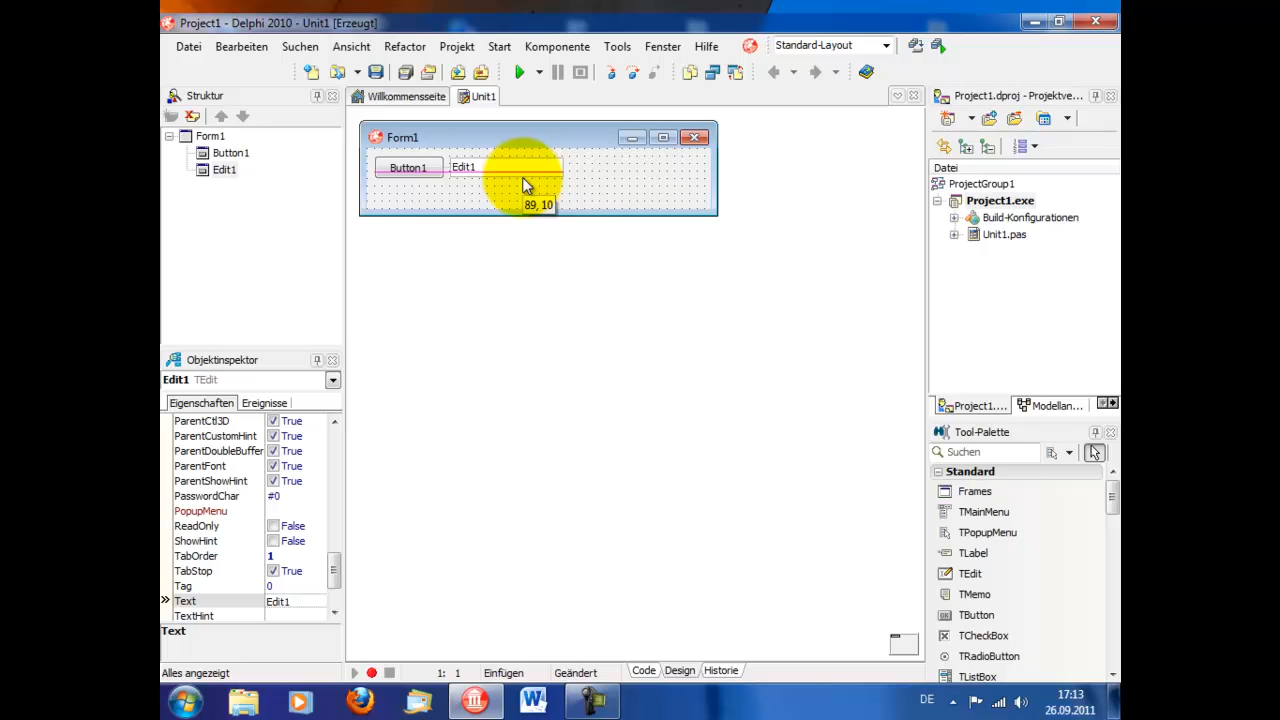 Project1 - Delphi 2010 - Unit1 [Erzeugt]
Datei Bearbeiten Suchen Ansicht Refactor Projekt Start Komponente Tools Fenster Hilfe Standard-Layout
Struktur
Form1
Button1
Edit1
Willkommensseite Unit1
Form1
Button1 Edit1
89, 10
Project1.dproj - Projektve...
Datei
ProjectGroup1
Project1.exe
Build-Konfigurationen
Unit1.pas
Project1.... Modellan...
Objektinspektor
Edit1 TEdit
Eigenschaften Ereignisse
ParentCtl3D True
ParentCustomHint True
ParentDoubleBuffer True
ParentFont True
ParentShowHint True
PasswordChar #0
PopupMenu
ReadOnly False
ShowHint False
TabOrder 1
TabStop True
Tag 0
Text Edit1
TextHint
Text
Alles angezeigt
1: 1 Einfügen Geändert Code Design Historie
Tool-Palette
Suchen
Standard
Frames
TMainMenu
TPopupMenu
TLabel
TEdit
TMemo
TButton
TCheckBox
TRadioButton
TListBox
DE
17:13
26.09.2011